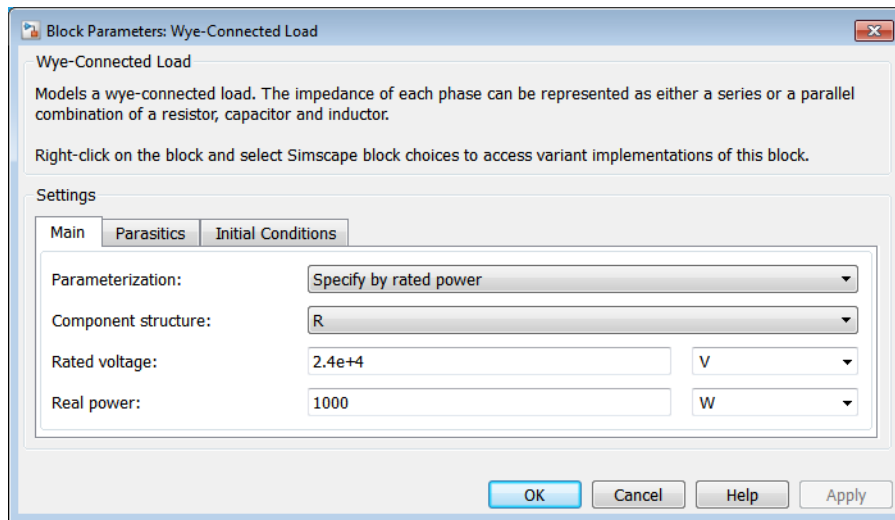 Block Parameters: Wye-Connected Load
Wye-Connected Load
Models a wye-connected load. The impedance of each phase can be represented as either a series or a parallel
combination of a resistor, capacitor and inductor.
Right-click on the block and select Simscape block choices to access variant implementations of this block.
Settings
Main Parasitics Initial Conditions
Parameterization: Specify by rated power
Component structure: R
Rated voltage: 2.4e+4 V
Real power: 1000 W
OK Cancel Help Apply